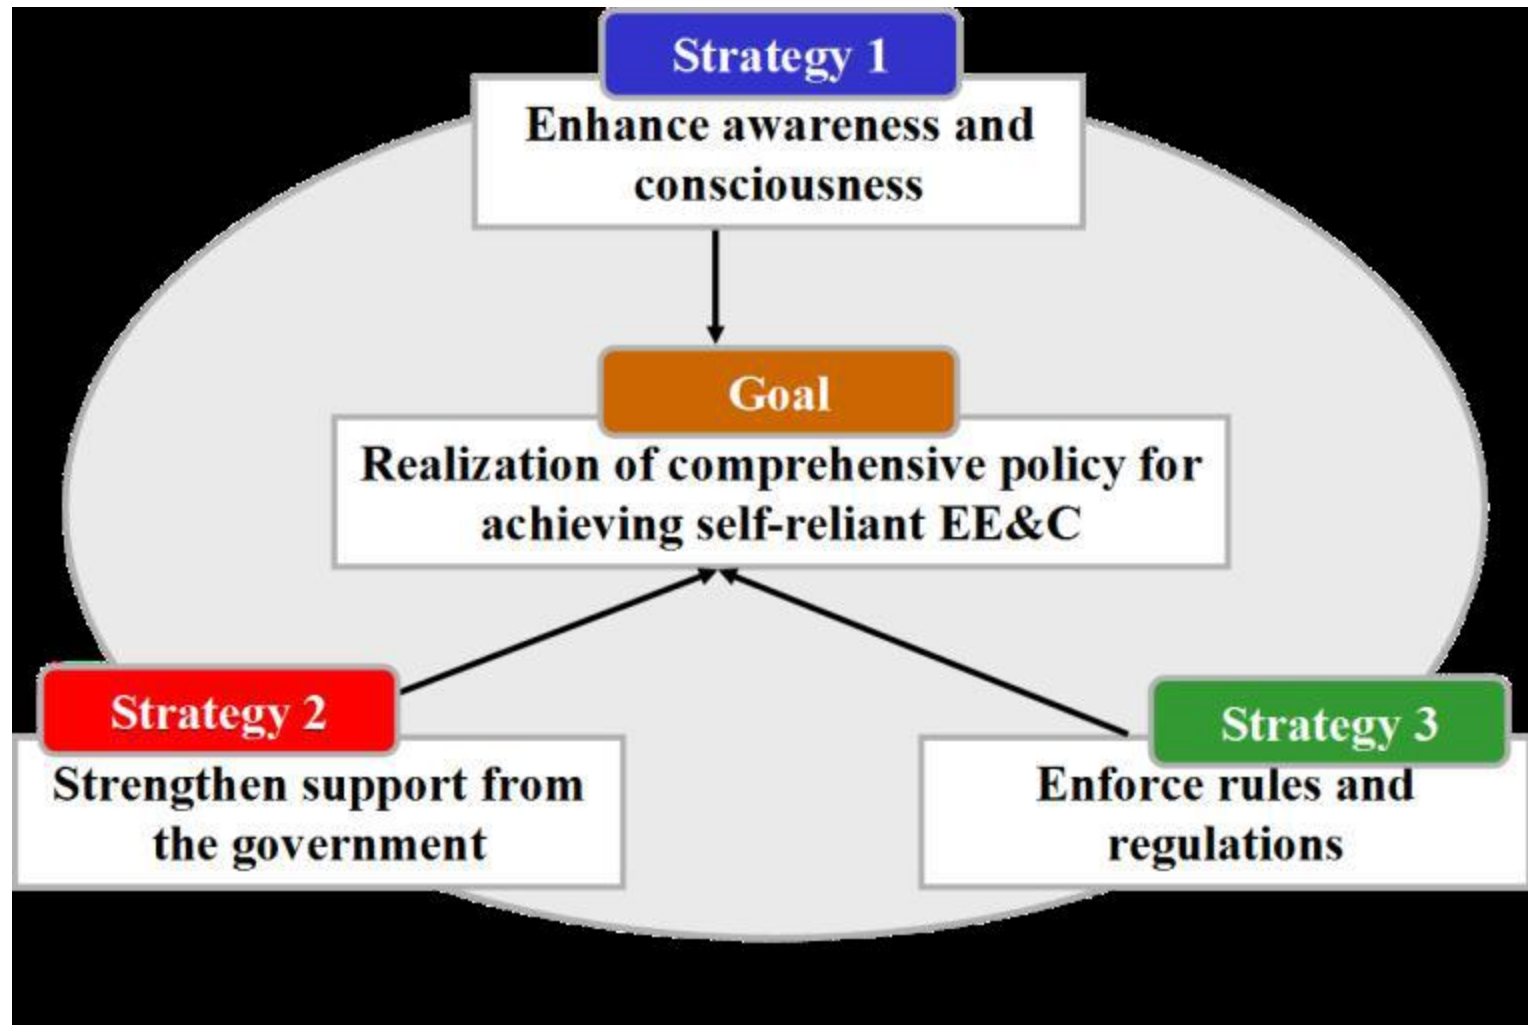 Strategy 1
Enhance awareness and
consciousness
Goal
Realization of comprehensive policy for
achieving self-reliant EE&C
Strategy 2
Strengthen support from
the government
Strategy 3
Enforce rules and
regulations